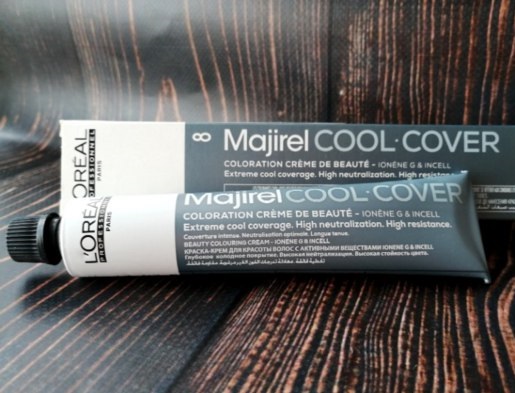 L'ORÉAL
PROFESSIONNEL
PARIS
8
Majirel COOL·COVER
COLORATION CRÈME DE BEAUTÉ - IONÈNE G & INCELL
Extreme cool coverage. High neutralization. High resistance.
L'ORÉAL
PROFESSIONNEL
PARIS
Majirel COOL·COVER
COLORATION CRÈME DE BEAUTÉ - IONÈNE G & INCELL
Extreme cool coverage. High neutralization. High resistance.
Couverture intense. Neutralisation optimale. Longue tenue.
BEAUTY COLOURING CREAM - IONÈNE G & INCELL
КРАСКА-КРЕМ ДЛЯ КРАСОТЫ ВОЛОС С АКТИВНЫМИ ВЕЩЕСТВАМИ IONÈNE G & INCELL
Глубокое холодное покрытие. Высокая нейтрализация. Высокая стойкость цвета.